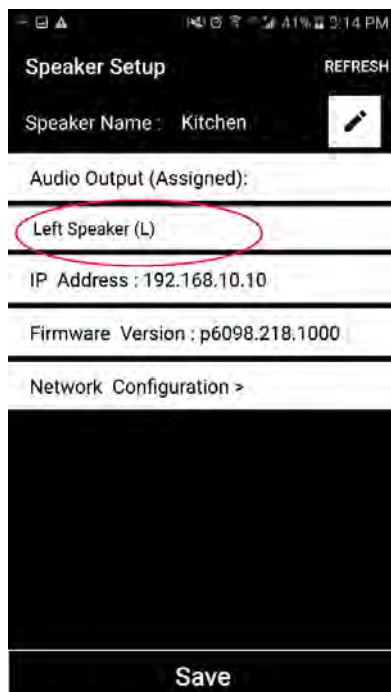 41% 2:14 PM
Speaker Setup REFRESH
Speaker Name : Kitchen
Audio Output (Assigned):
Left Speaker (L)
IP Address : 192.168.10.10
Firmware Version : p6098.218.1000
Network Configuration >
Save